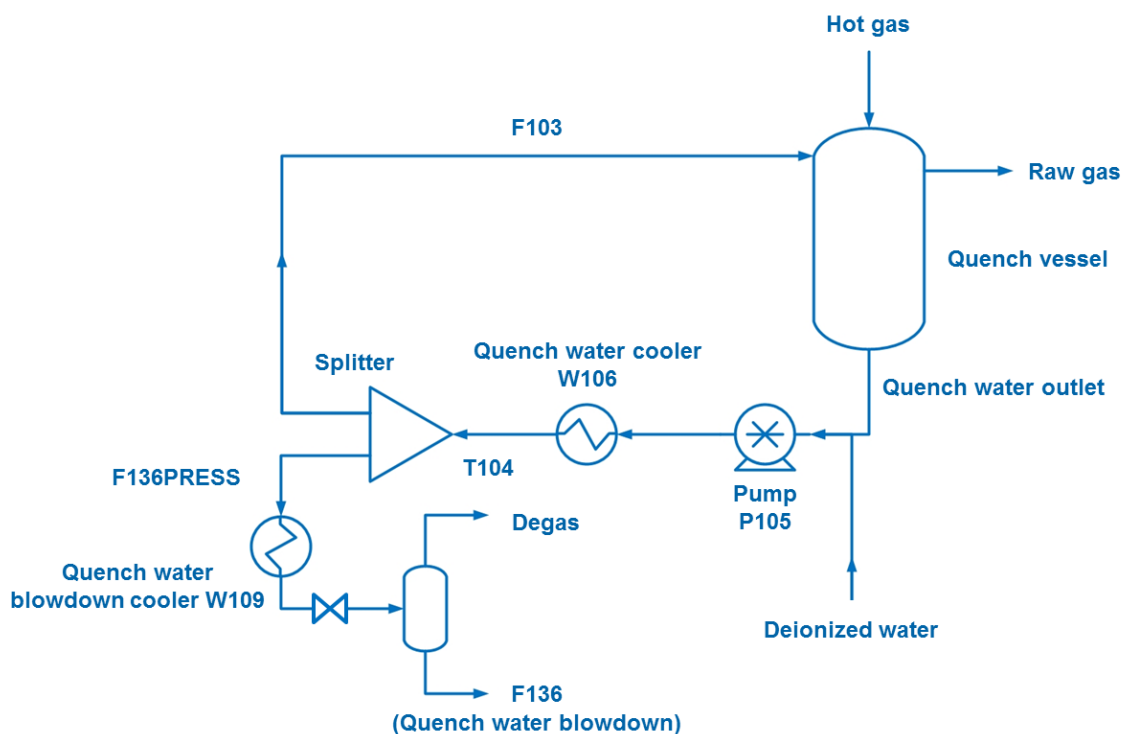 Hot gas
F103
Raw gas
Quench vessel
Quench water cooler
W106
Splitter
Quench water outlet
F136PRESS
T104
Pump
P105
Degas
Quench water
blowdown cooler W109
Deionized water
F136
(Quench water blowdown)